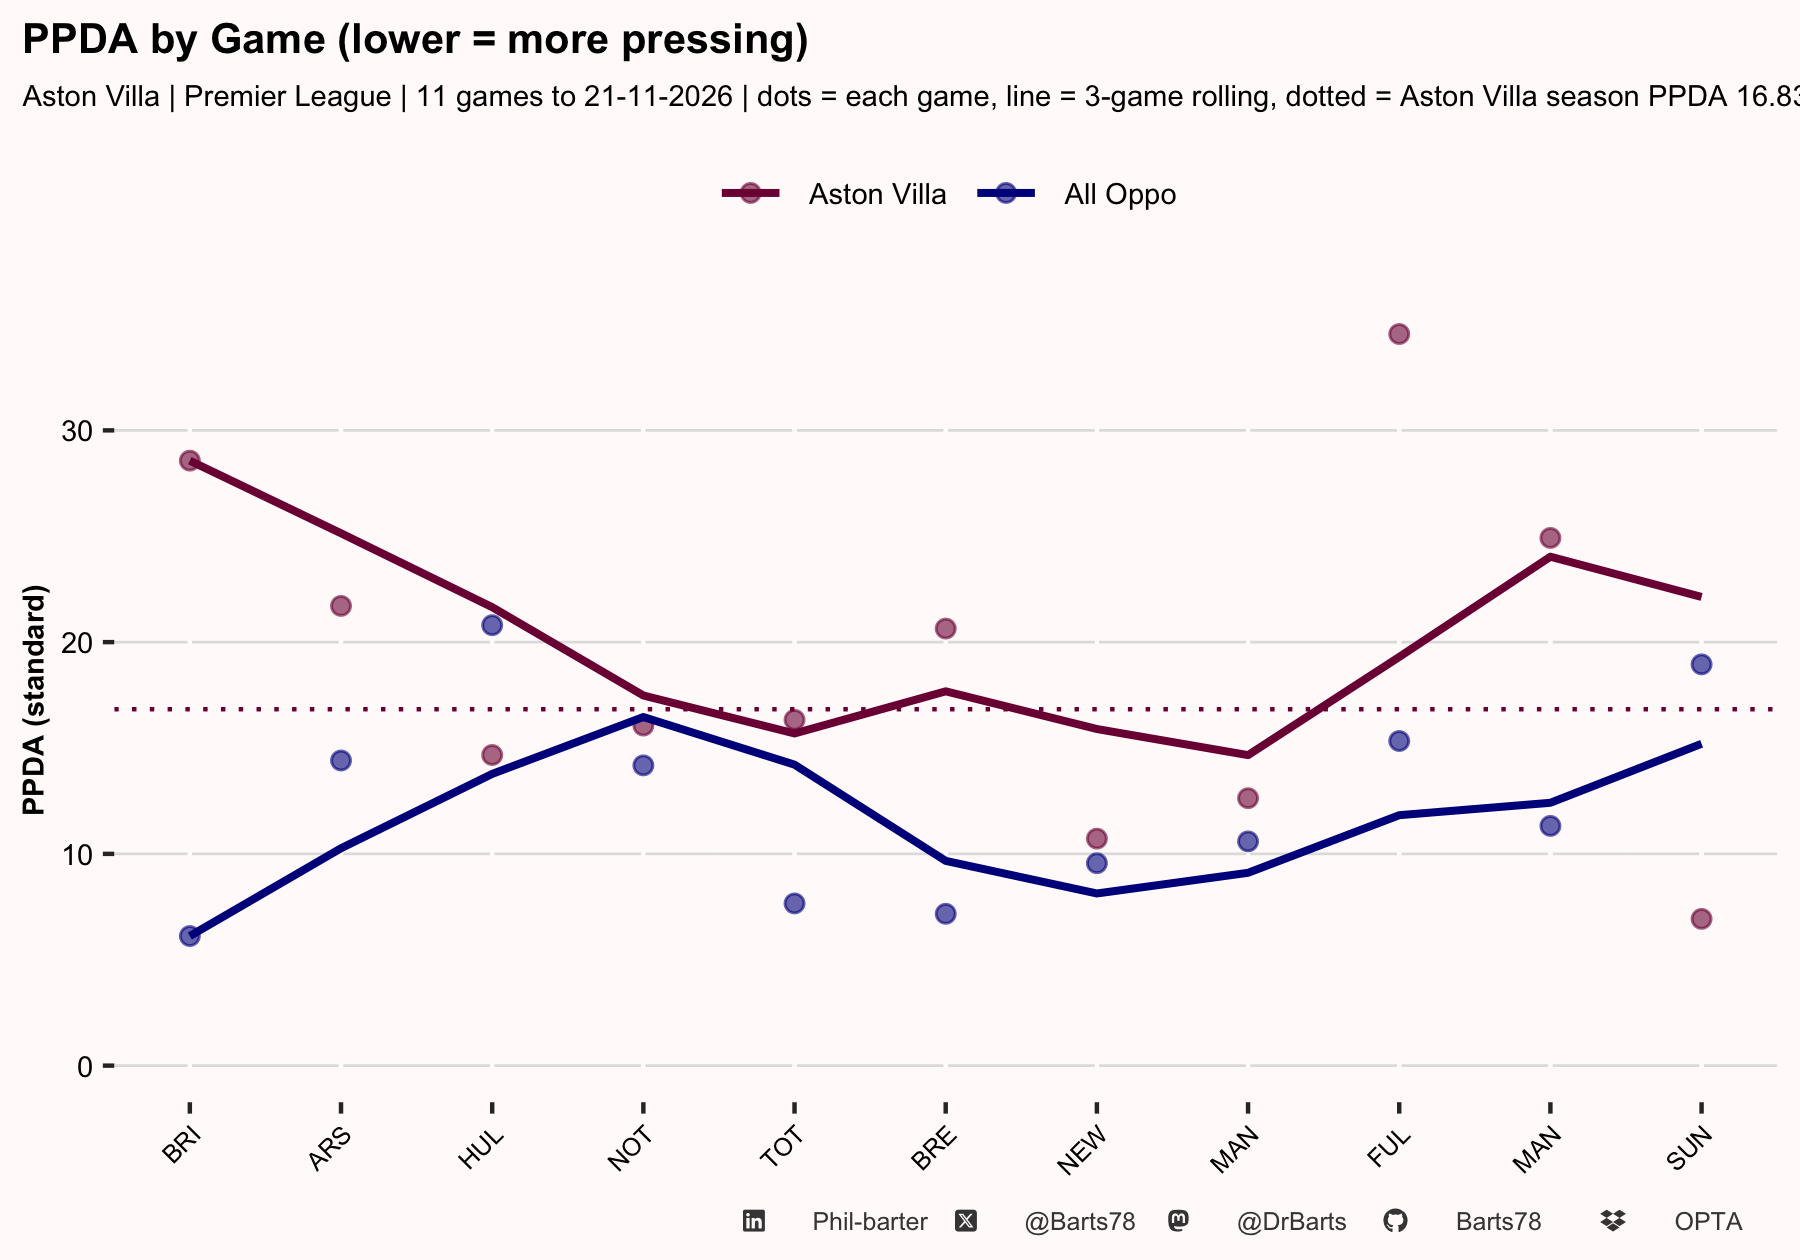 PPDA by Game (lower = more pressing)
Aston Villa | Premier League | 11 games to 21-11-2026 | dots = each game, line = 3-game rolling, dotted = Aston Villa season PPDA 16.83
Aston Villa All Oppo
PPDA (standard)
30
20
10
0
BRI ARS HUL NOT TOT BRE NEW MAN FUL MAN SUN
Phil-barter @Barts78 @DrBarts Barts78 OPTA